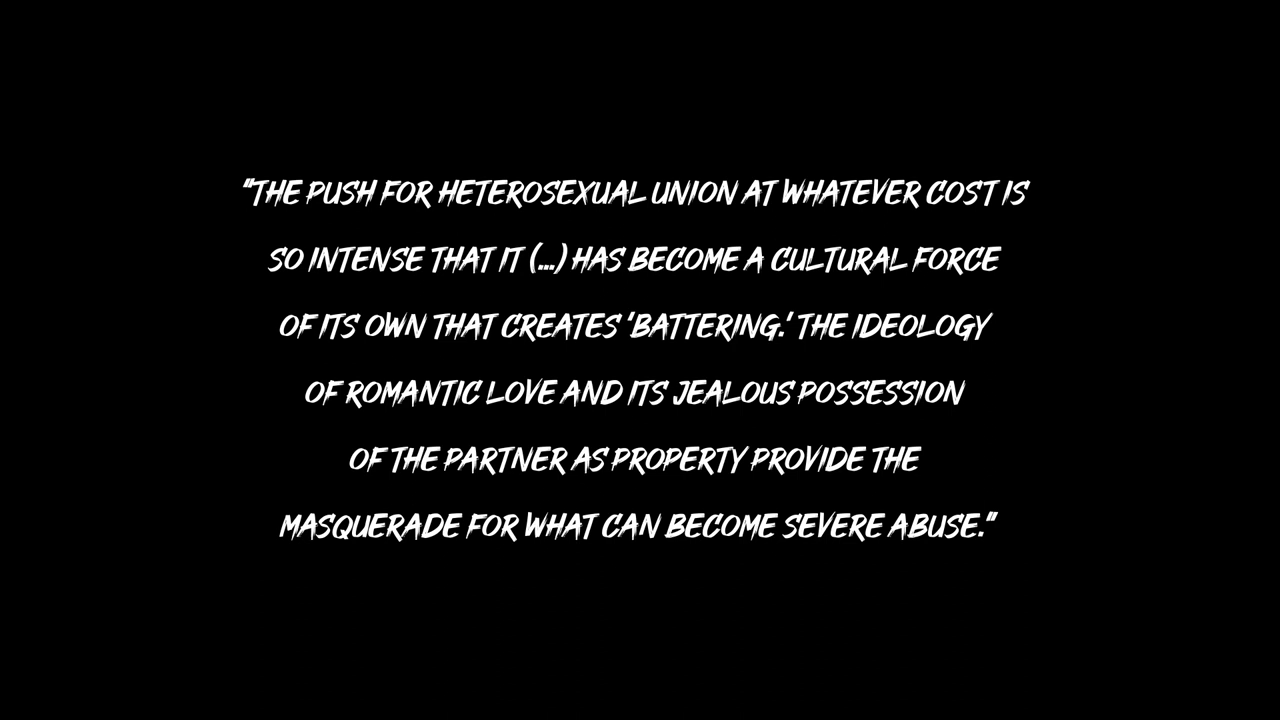 "THE PUSH FOR HETEROSEXUAL UNION AT WHATEVER COST IS
SO INTENSE THAT IT (...) HAS BECOME A CULTURAL FORCE
OF ITS OWN THAT CREATES 'BATTERING.' THE IDEOLOGY
OF ROMANTIC LOVE AND ITS JEALOUS POSSESSION
OF THE PARTNER AS PROPERTY PROVIDE THE
MASQUERADE FOR WHAT CAN BECOME SEVERE ABUSE."